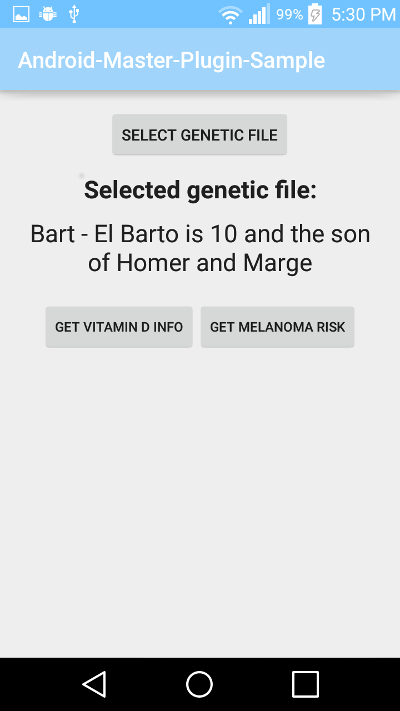 99% 5:30 PM
Android-Master-Plugin-Sample
SELECT GENETIC FILE
Selected genetic file:
Bart - El Barto is 10 and the son
of Homer and Marge
GET VITAMIN D INFO GET MELANOMA RISK